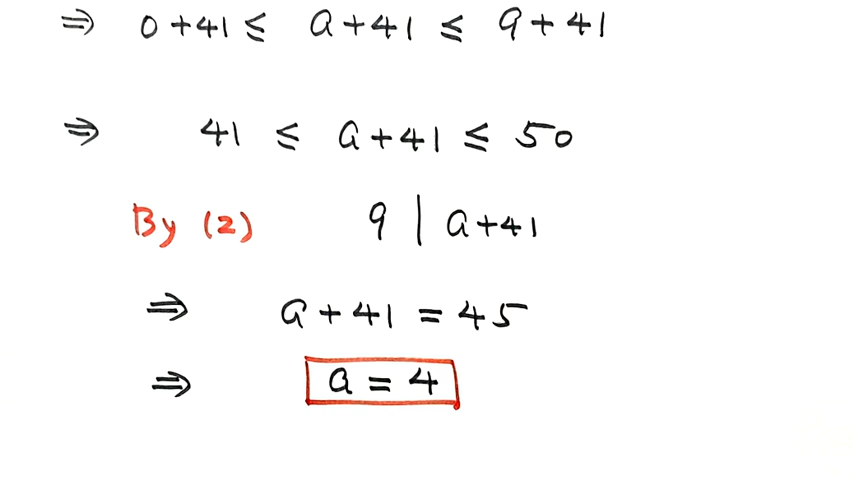 ⇒ 0+41 ≤ a+41 ≤ 9+41
⇒ 41 ≤ a+41 ≤ 50
By (2) 9 | a+41
⇒ a+41 = 45
⇒ a = 4